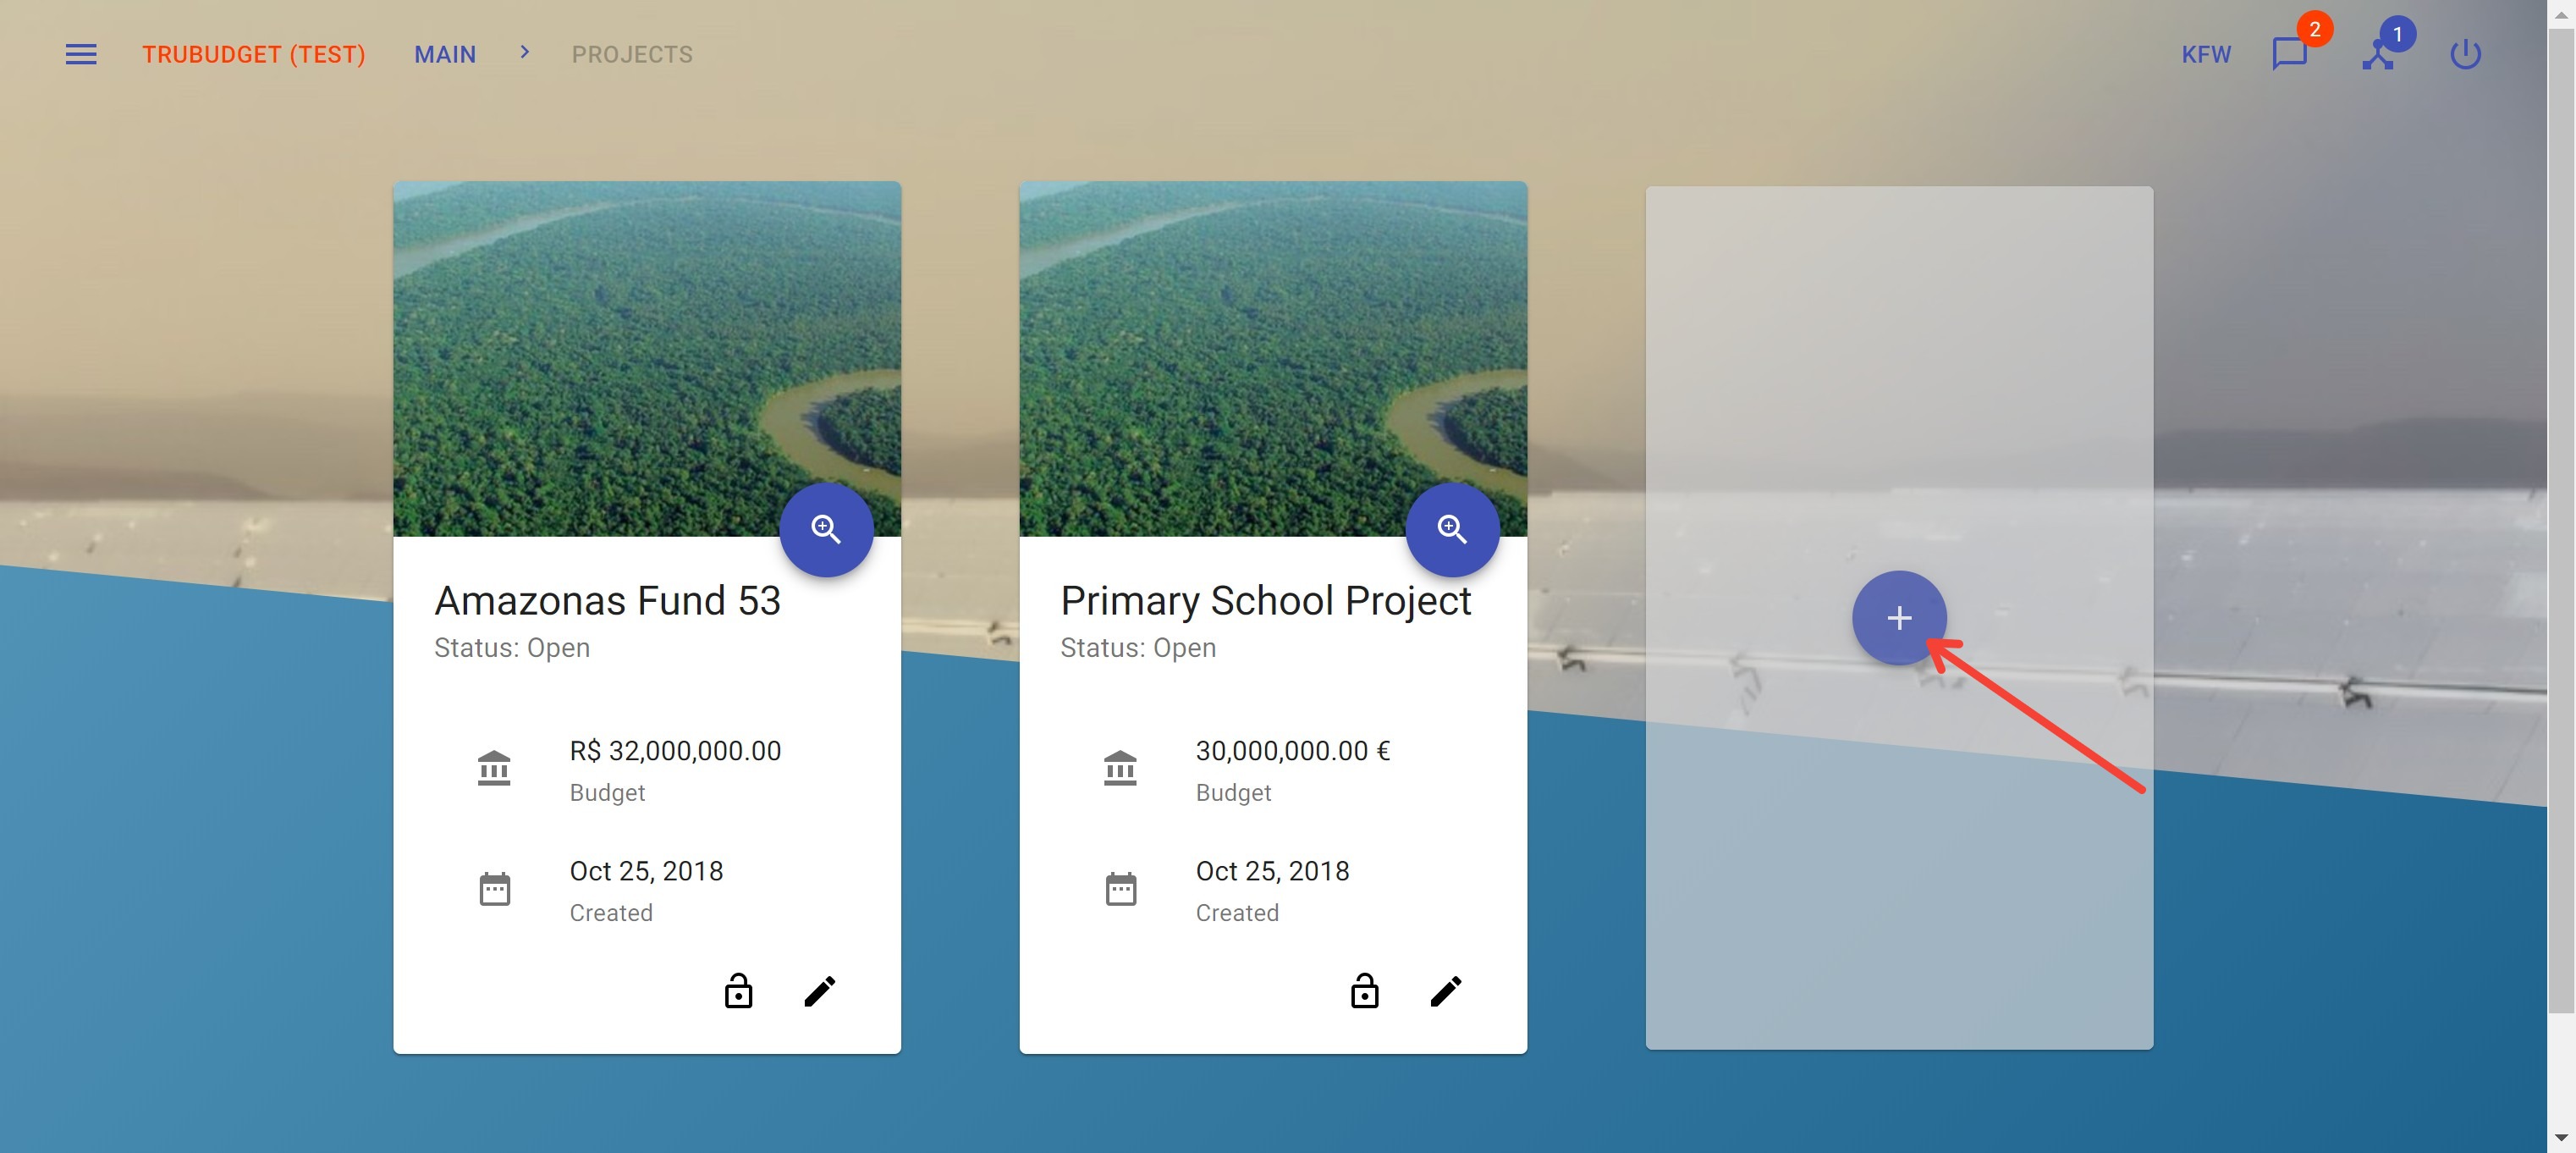 TRUBUDGET (TEST) MAIN > PROJECTS
KFW 2 1
Amazonas Fund 53
Status: Open
R$ 32,000,000.00
Budget
Oct 25, 2018
Created
Primary School Project
Status: Open
30,000,000.00 €
Budget
Oct 25, 2018
Created